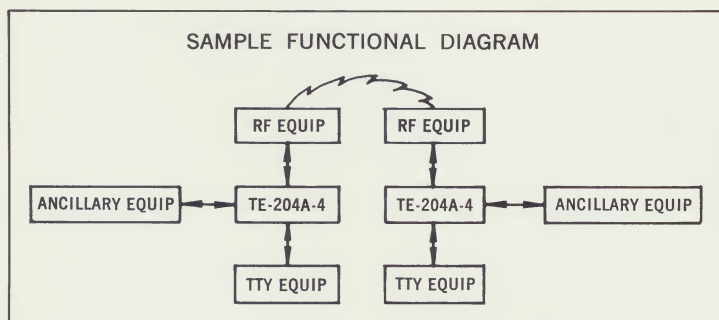 SAMPLE FUNCTIONAL DIAGRAM
RF EQUIP
RF EQUIP
ANCILLARY EQUIP
TE-204A-4
TE-204A-4
ANCILLARY EQUIP
TTY EQUIP
TTY EQUIP